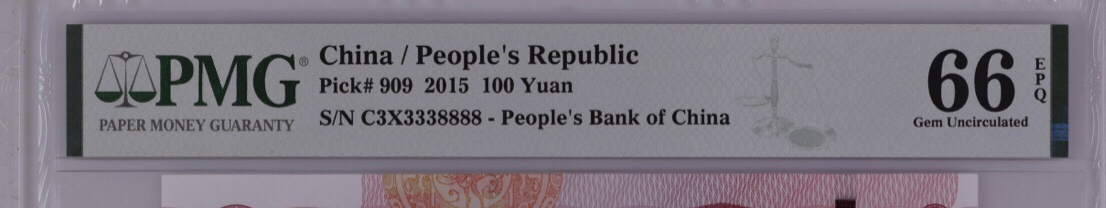 PMG®
PAPER MONEY GUARANTY
China / People's Republic
Pick# 909 2015 100 Yuan
S/N C3X3338888 - People's Bank of China
66
EPQ
Gem Uncirculated